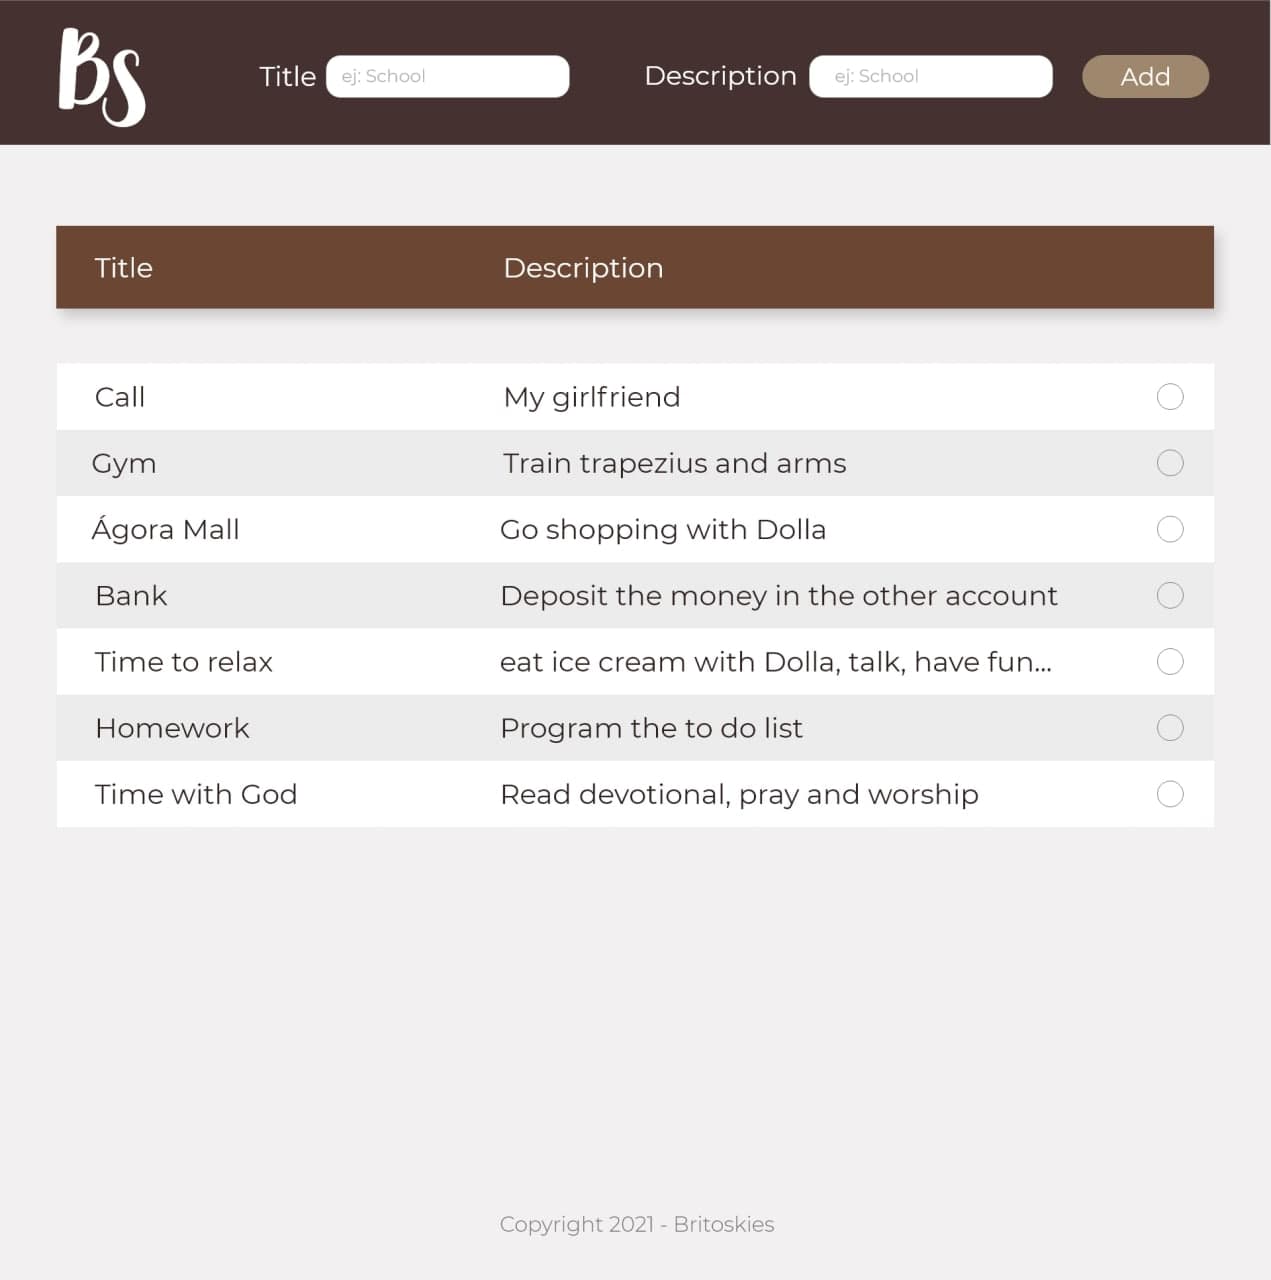 BS Title ej: School Description ej: School Add
Title Description
Call My girlfriend
Gym Train trapezius and arms
Ágora Mall Go shopping with Dolla
Bank Deposit the money in the other account
Time to relax eat ice cream with Dolla, talk, have fun...
Homework Program the to do list
Time with God Read devotional, pray and worship
Copyright 2021 - Britoskies